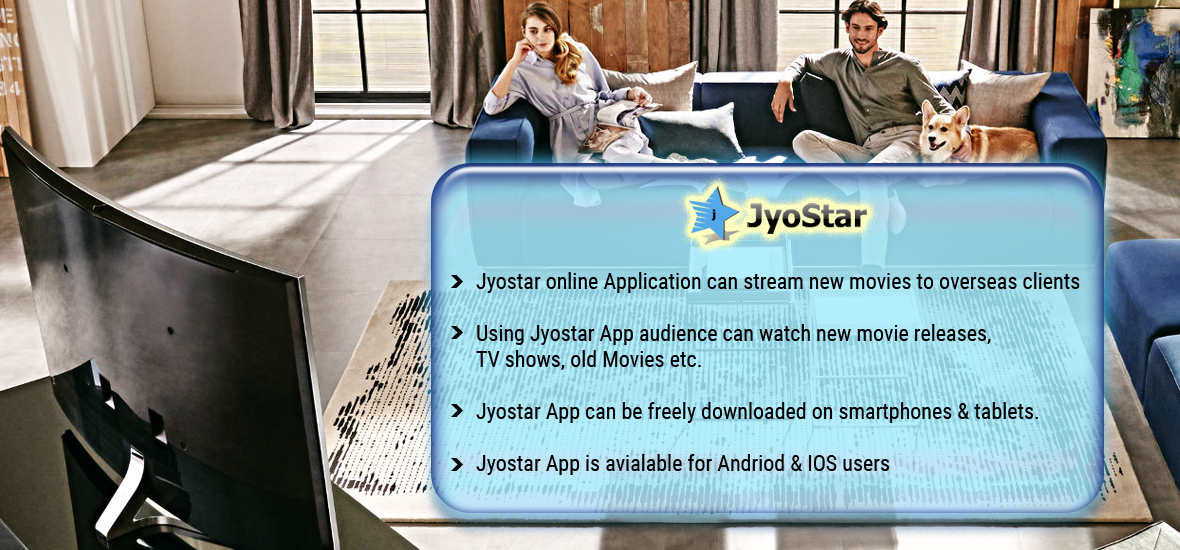 j JyoStar
Jyostar online Application can stream new movies to overseas clients
Using Jyostar App audience can watch new movie releases,
TV shows, old Movies etc.
Jyostar App can be freely downloaded on smartphones & tablets.
Jyostar App is avialable for Andriod & IOS users